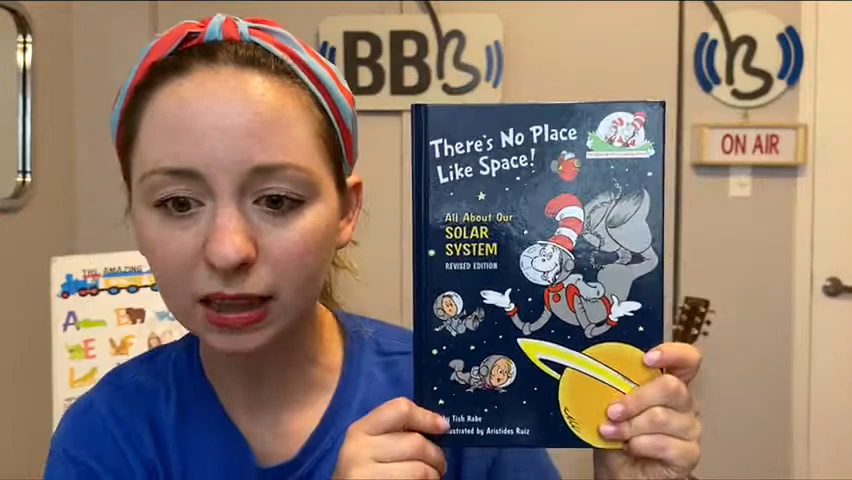 BBB
B
ON AIR
There's No Place
Like Space!
All About Our
SOLAR
SYSTEM
REVISED EDITION
by Tish Rabe
illustrated by Aristides Ruiz
THE AMAZING
A
B
E
F
L